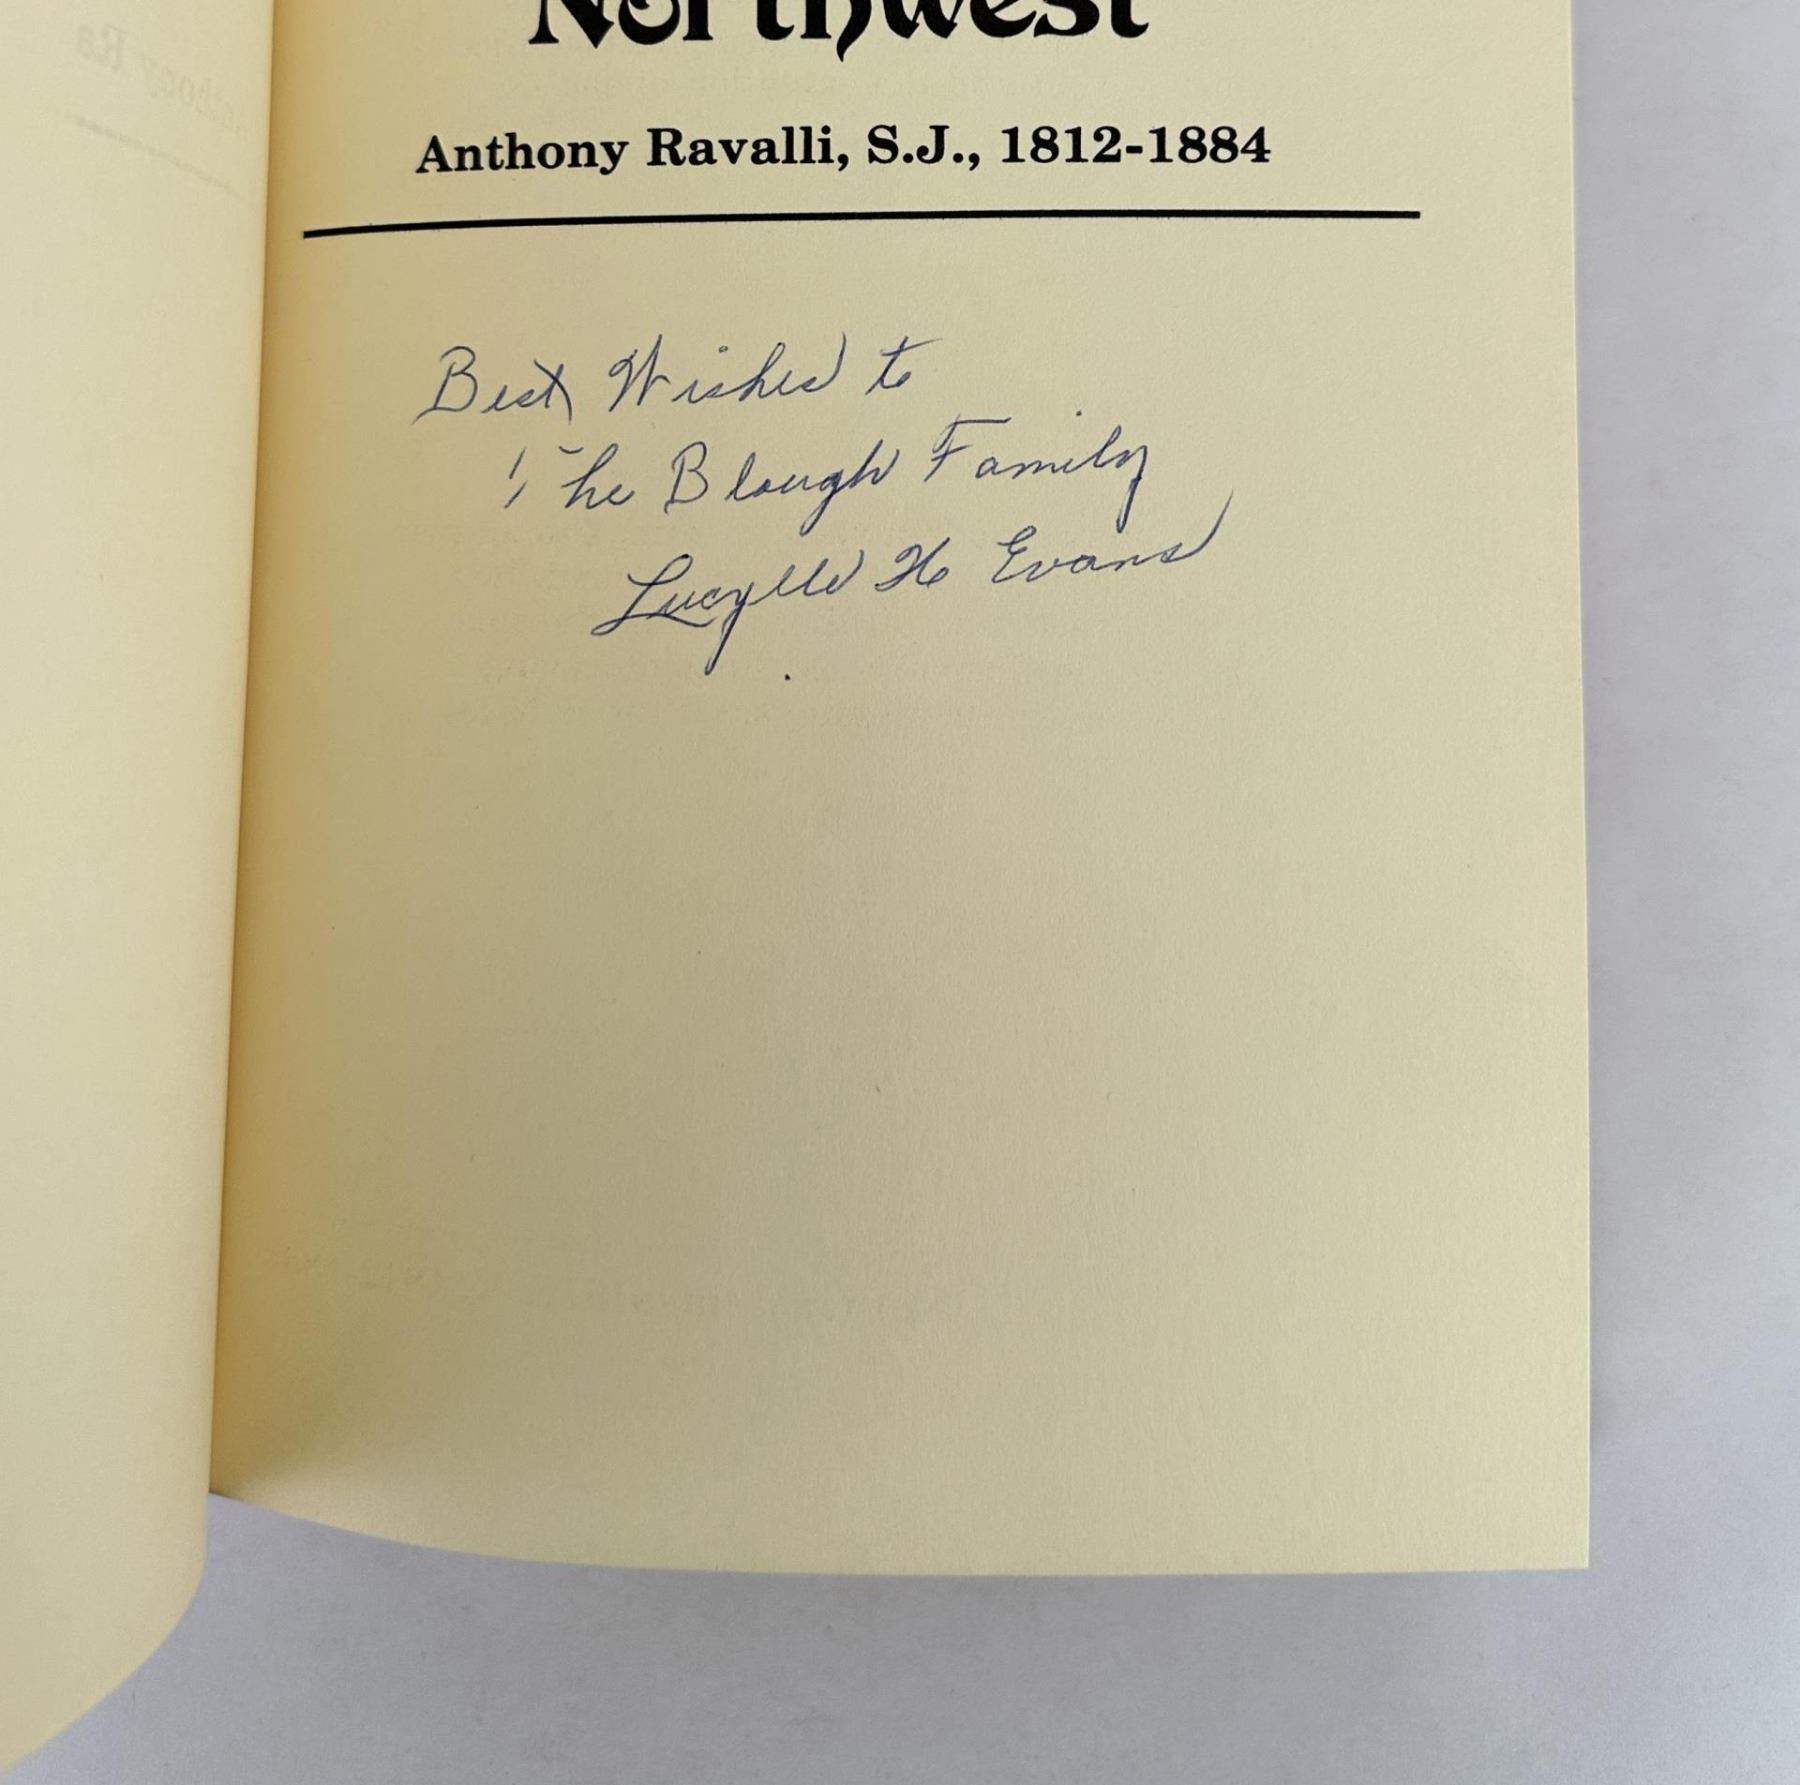 Northwest
Anthony Ravalli, S.J., 1812-1884
Best Wishes to
The Blough Family
Lucylle H Evans